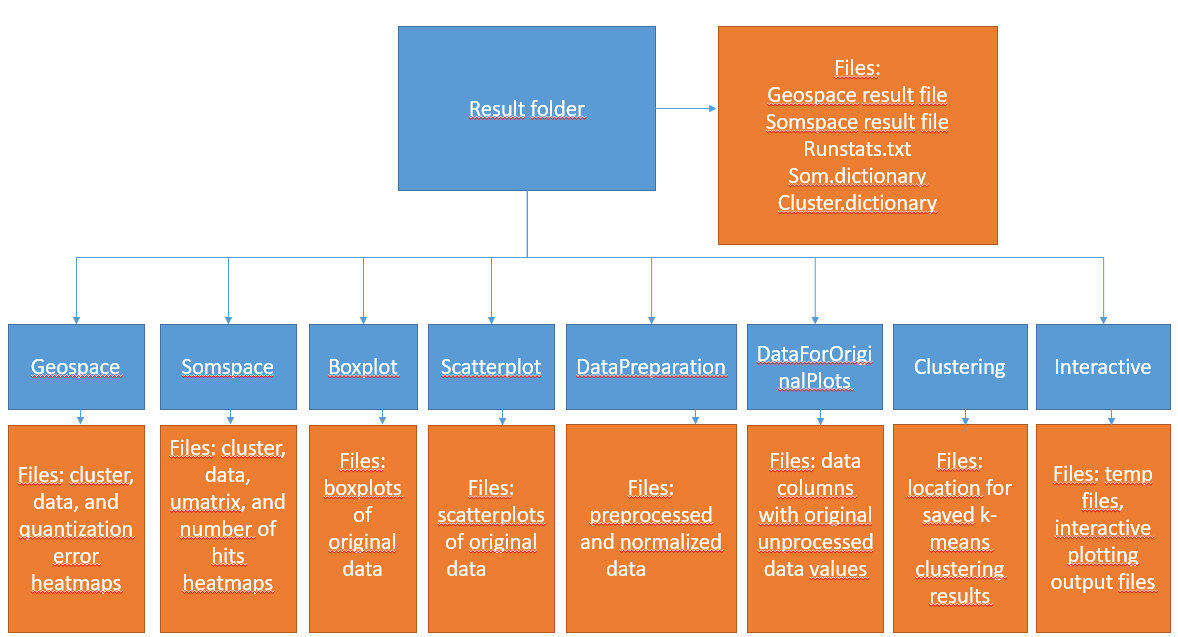 Result folder
Files:
Geospace result file
Somspace result file
Runstats.txt
Som.dictionary
Cluster.dictionary
Geospace
Somspace
Boxplot
Scatterplot
DataPreparation
DataForOrigi
nalPlots
Clustering
Interactive
Files: cluster,
data, and
quantization
error
heatmaps
Files: cluster,
data,
umatrix, and
number of
hits
heatmaps
Files:
boxplots
of
original
data
Files:
scatterplots
of original
data
Files:
preprocessed
and normalized
data
Files: data
columns
with original
unprocessed
data values
Files:
location for
saved k-
means
clustering
results
Files: temp
files,
interactive
plotting
output files